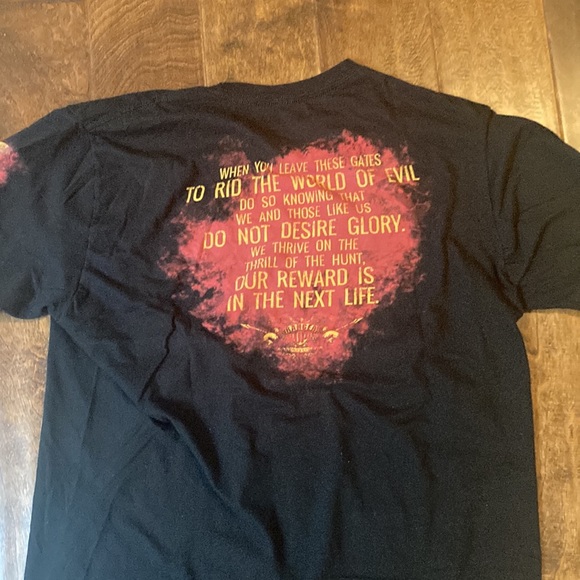 WHEN YOU LEAVE THESE GATES
TO RID THE WORLD OF EVIL
DO SO KNOWING THAT
WE AND THOSE LIKE US
DO NOT DESIRE GLORY.
WE THRIVE ON THE
THRILL OF THE HUNT,
OUR REWARD IS
IN THE NEXT LIFE.